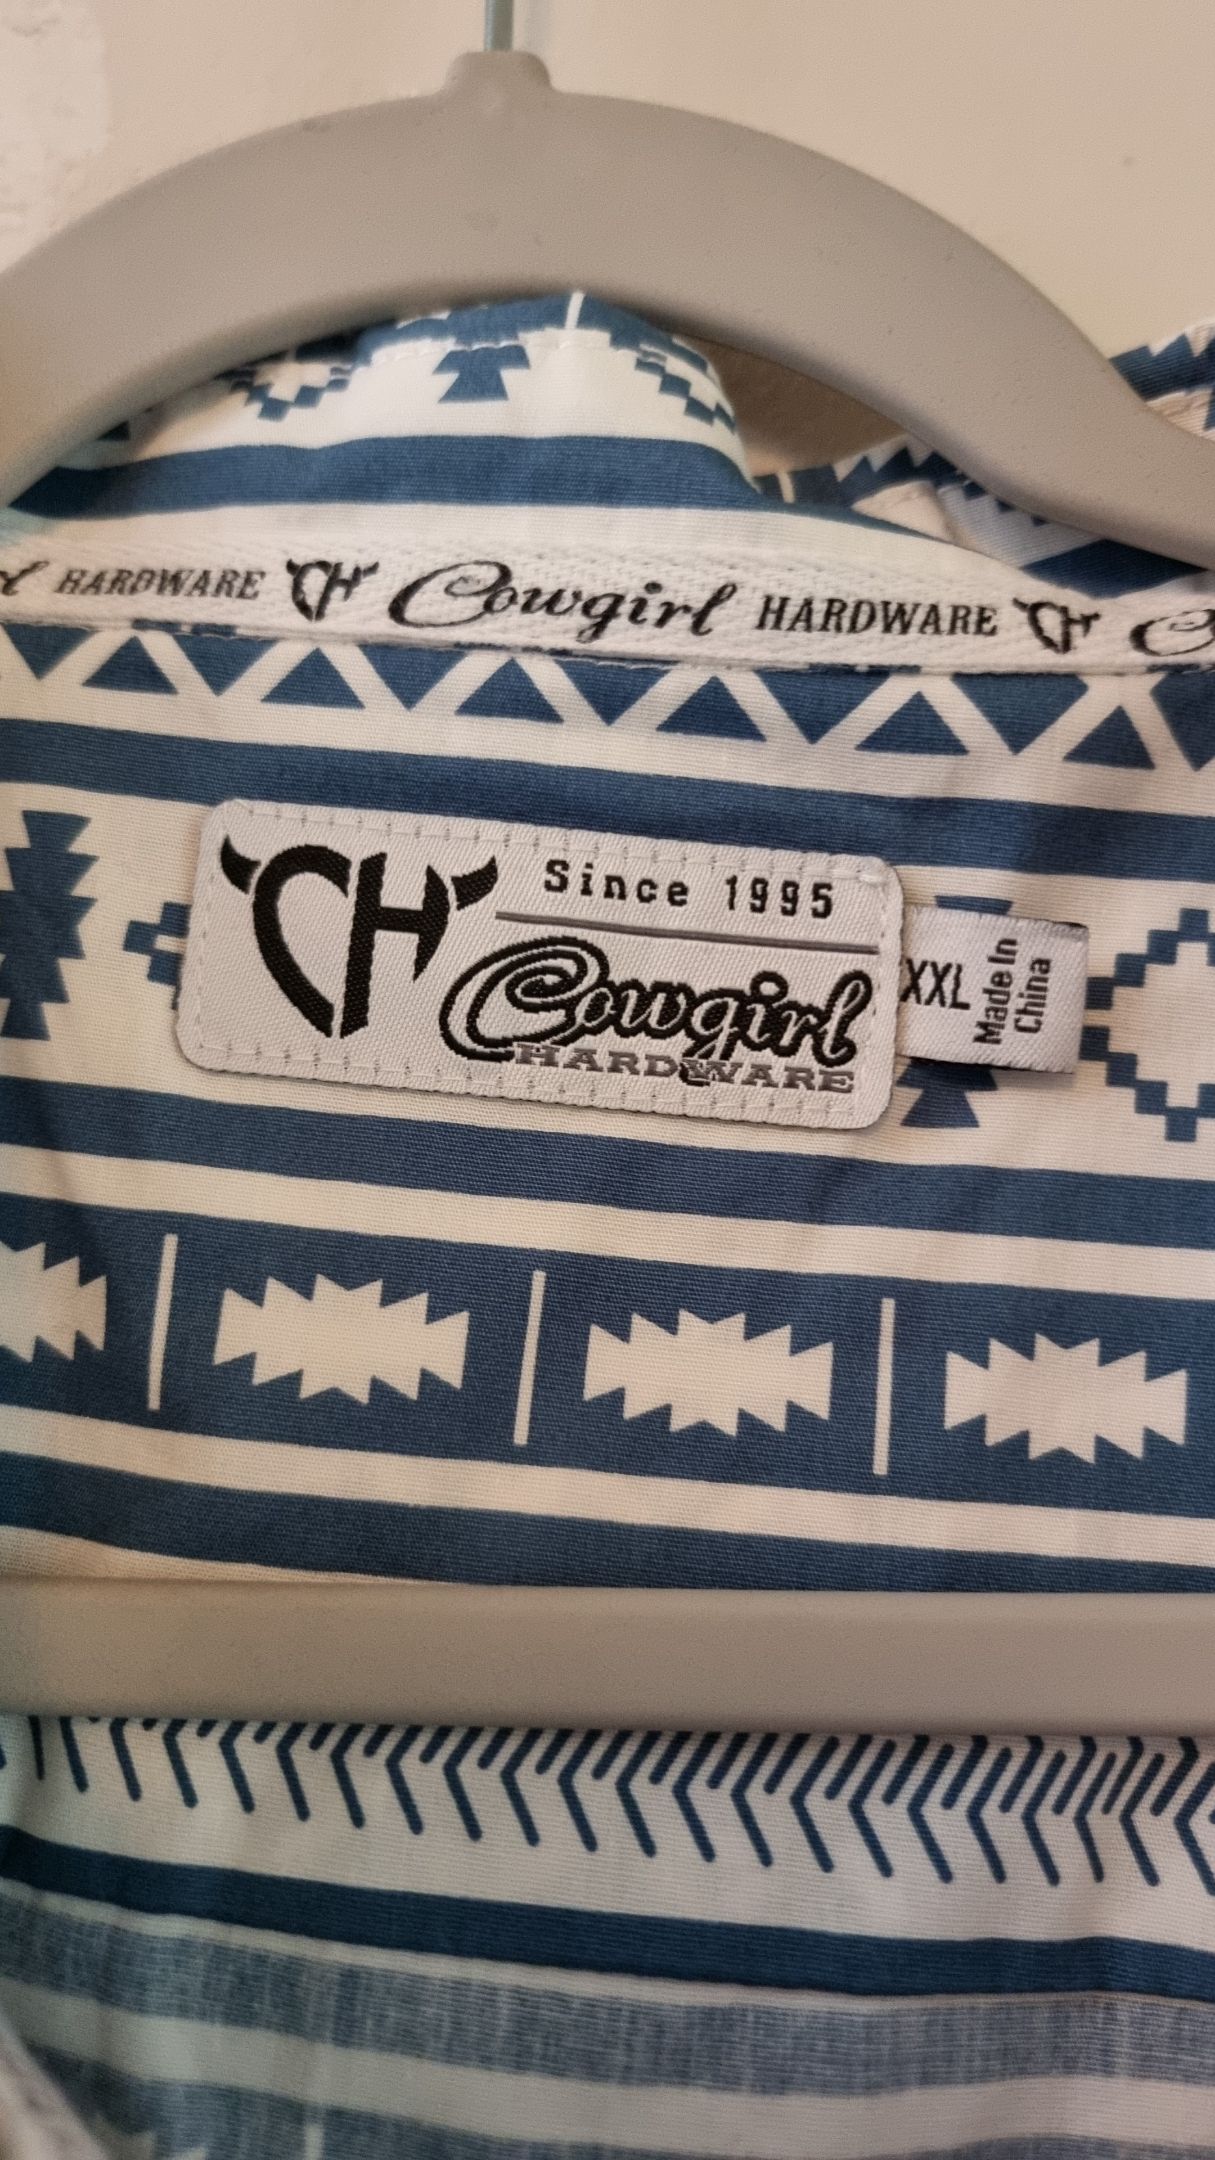 HARDWARE CH Cowgirl HARDWARE CH
CH
Since 1995
Cowgirl
HARDWARE
XXL
Made In
China